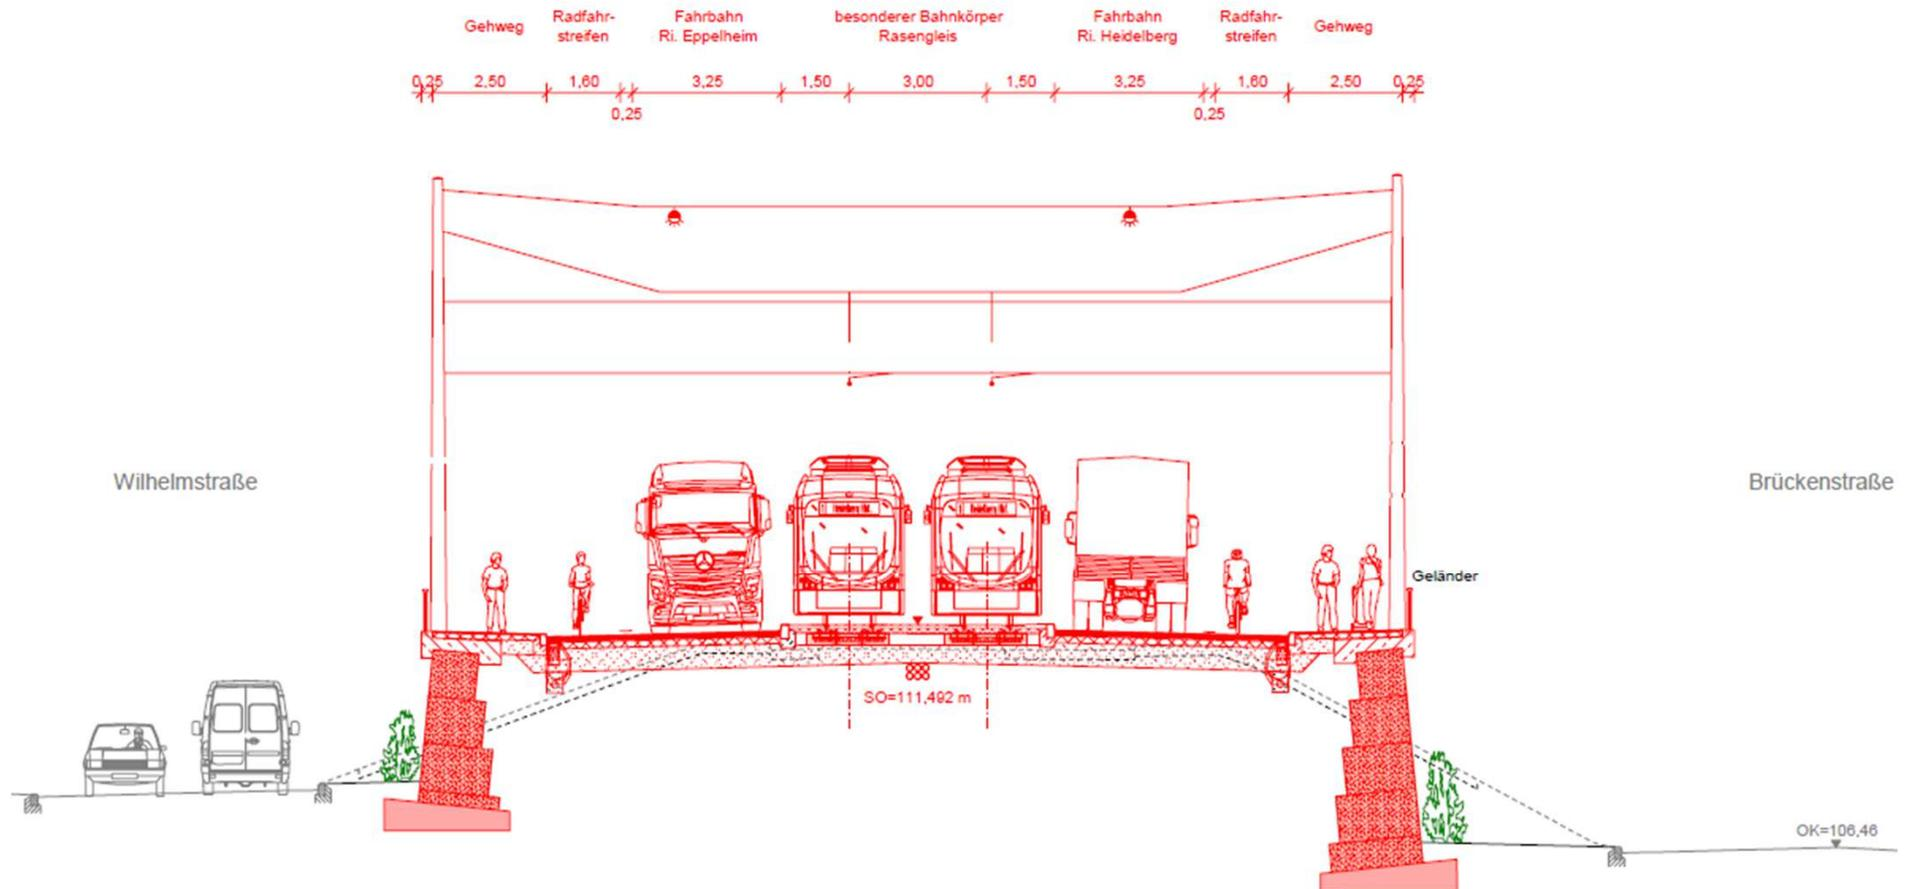 Gehweg
Radfahr-
streifen
Fahrbahn
Ri. Eppelheim
besonderer Bahnkörper
Rasengleis
Fahrbahn
Ri. Heidelberg
Radfahr-
streifen
Gehweg
0,25 2,50 1,60 3,25 1,50 3,00 1,50 3,25 1,60 2,50 0,25
0,25 0,25
Wilhelmstraße
Brückenstraße
Geländer
SO=111,492 m
OK=106,46